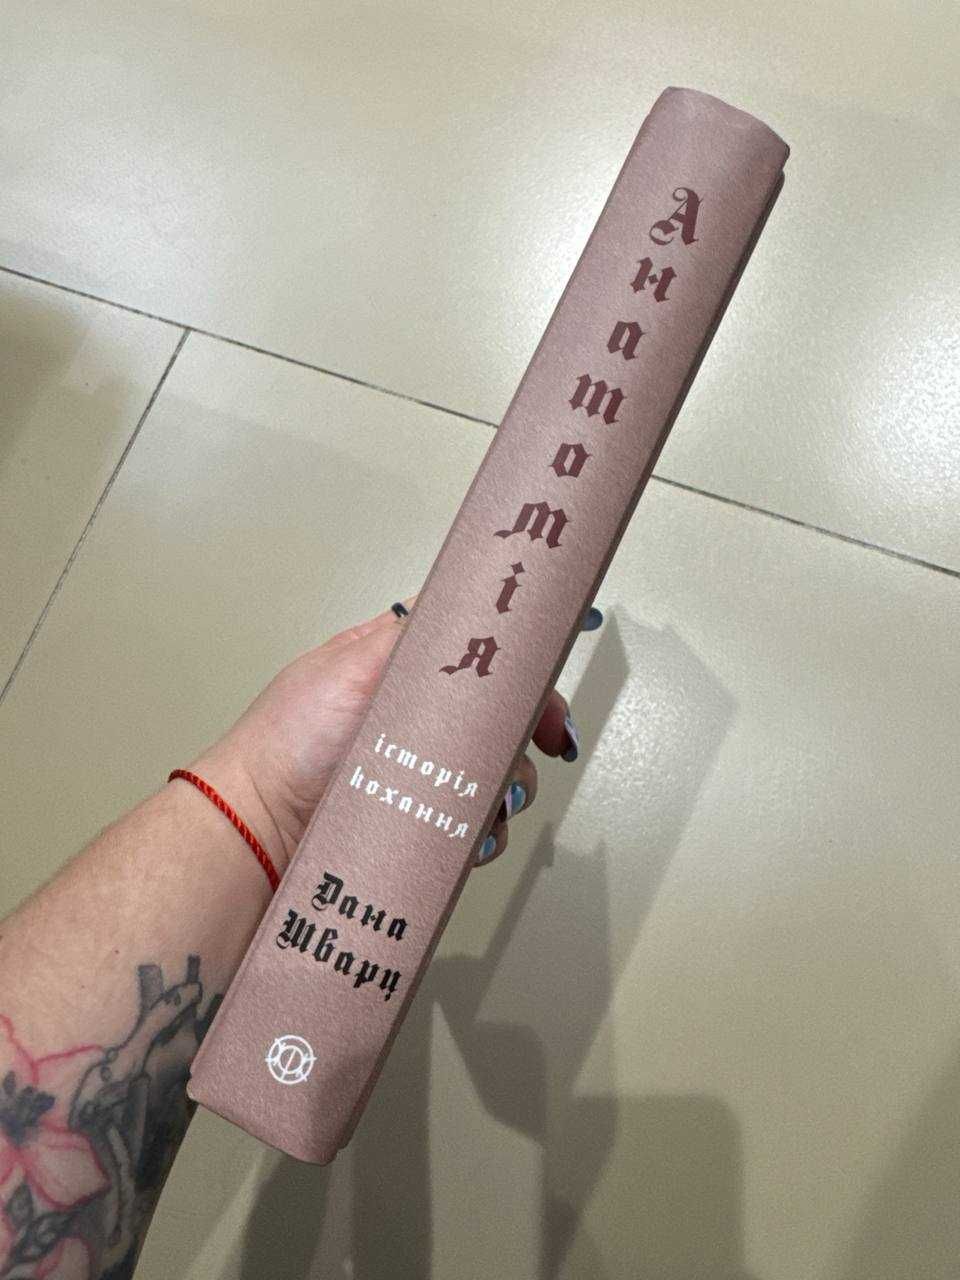 Анатомія
історія
кохання
Дана
Шварц